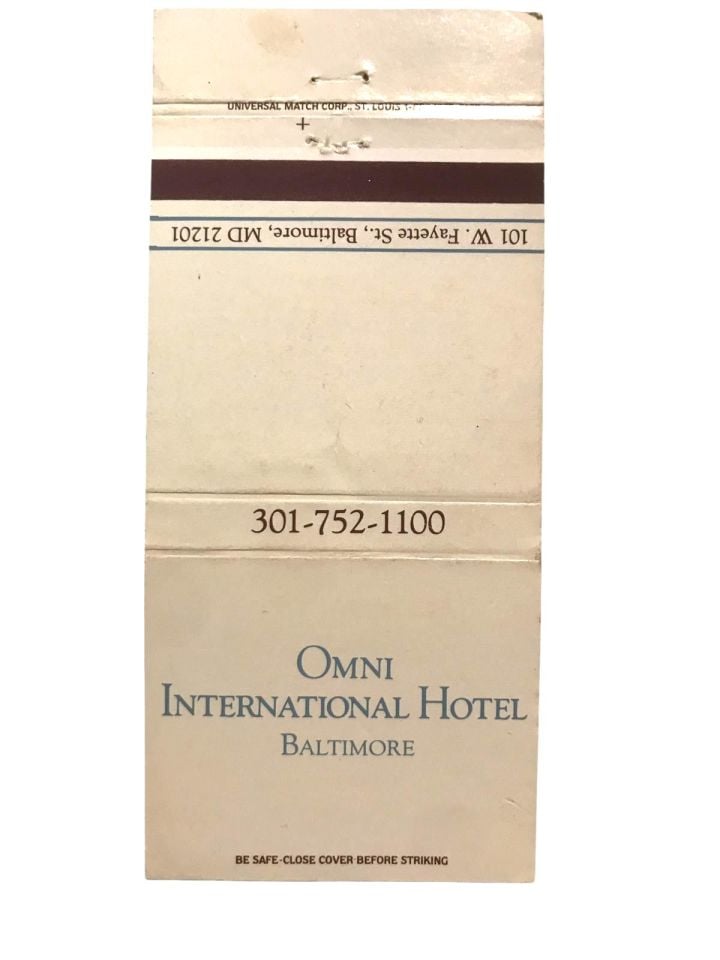 UNIVERSAL MATCH CORP., ST. LOUIS
101 W. Fayette St., Baltimore, MD 21201
301-752-1100
OMNI
INTERNATIONAL HOTEL
BALTIMORE
BE SAFE-CLOSE COVER BEFORE STRIKING